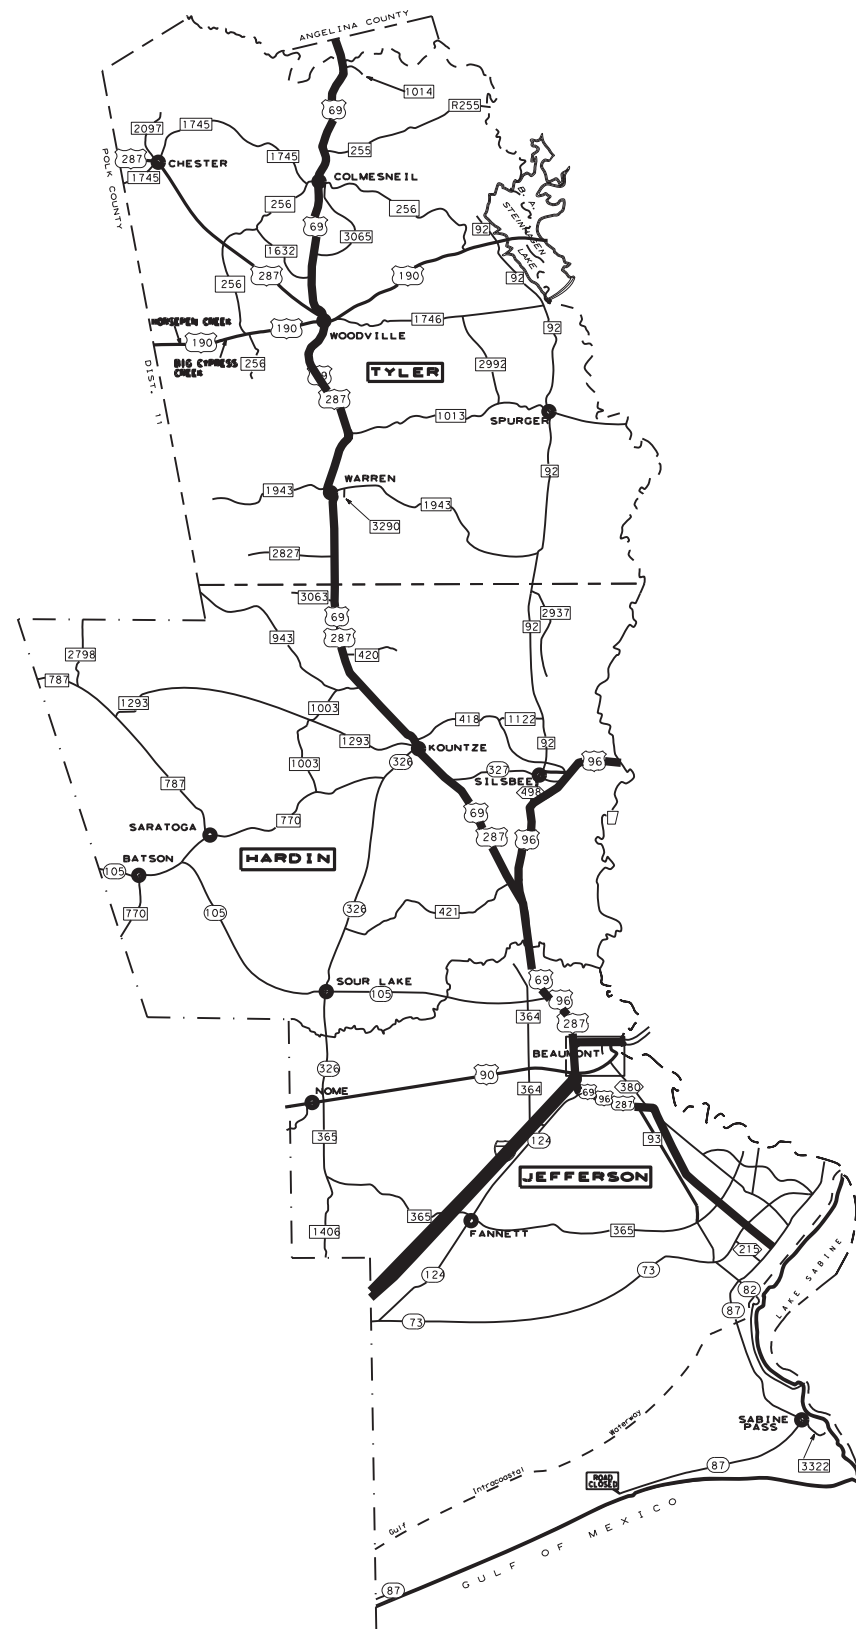 ANGELINA COUNTY
1014
69
R255
2097
1745
255
1745
287
CHESTER
1745
COLMESNEIL
POLK COUNTY
256
256
B. A.
STEINHAGEN
LAKE
69
3065
92
1632
287
190
92
256
HORSEPEN CREEK
190
1746
92
190
WOODVILLE
BIG CYPRESS
CREEK
256
DIST. 11
2992
TYLER
287
1013
SPURGER
92
WARREN
1943
1943
3290
2827
3063
69
2937
92
287
943
420
2798
787
1293
1003
418
1122
1293
92
KOUNTZE
326
1003
327
96
SILSBEE
787
498
69
770
SARATOGA
287
96
BATSON
HARDIN
105
770
105
326
421
SOUR LAKE
69
105
96
364
287
BEAUMONT
326
90
364
380
NOME
69
96
287
365
124
93
JEFFERSON
365
365
1406
FANNETT
215
73
124
82
LAKE SABINE
87
73
SABINE
PASS
Waterway
87
3322
ROAD
CLOSED
Intracoastal
Gulf
GULF OF MEXICO
87